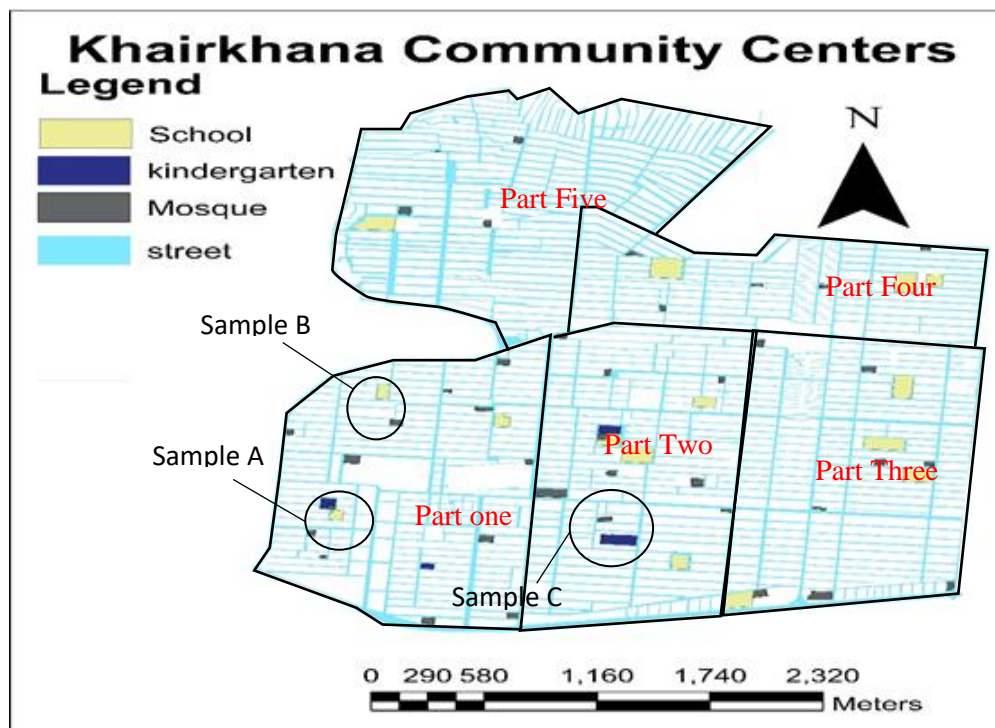 Khairkhana Community Centers
Legend
School
kindergarten
Mosque
street
N
Part Five
Part Four
Sample B
Sample A
Part Two
Part Three
Part one
Sample C
0 290 580 1,160 1,740 2,320
Meters